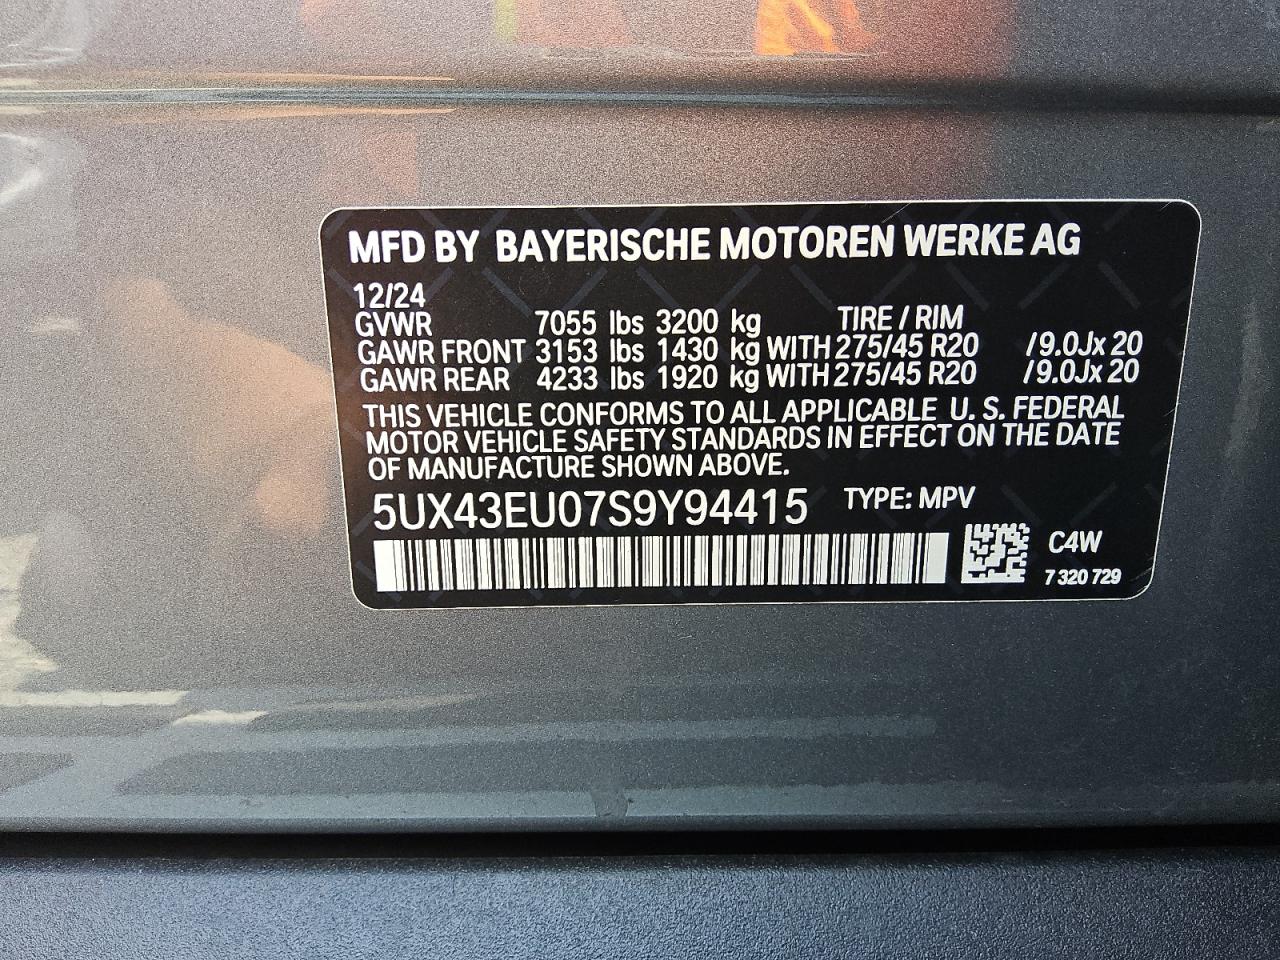 MFD BY BAYERISCHE MOTOREN WERKE AG
12/24
GVWR 7055 lbs 3200 kg TIRE / RIM
GAWR FRONT 3153 lbs 1430 kg WITH 275/45 R20 /9.0Jx 20
GAWR REAR 4233 lbs 1920 kg WITH 275/45 R20 /9.0Jx 20
THIS VEHICLE CONFORMS TO ALL APPLICABLE U. S. FEDERAL
MOTOR VEHICLE SAFETY STANDARDS IN EFFECT ON THE DATE
OF MANUFACTURE SHOWN ABOVE.
5UX43EU07S9Y94415 TYPE: MPV
C4W
7 320 729